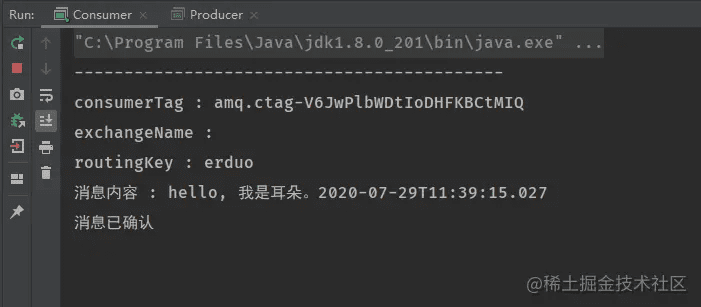 Run: Consumer × Producer ×
"C:\Program Files\Java\jdk1.8.0_201\bin\java.exe" ...
-------------------------------------------
consumerTag : amq.ctag-V6JwPlbWDtIoDHFKBCtMIQ
exchangeName :
routingKey : erduo
消息内容 : hello, 我是耳朵。2020-07-29T11:39:15.027
消息已确认
@稀土掘金技术社区